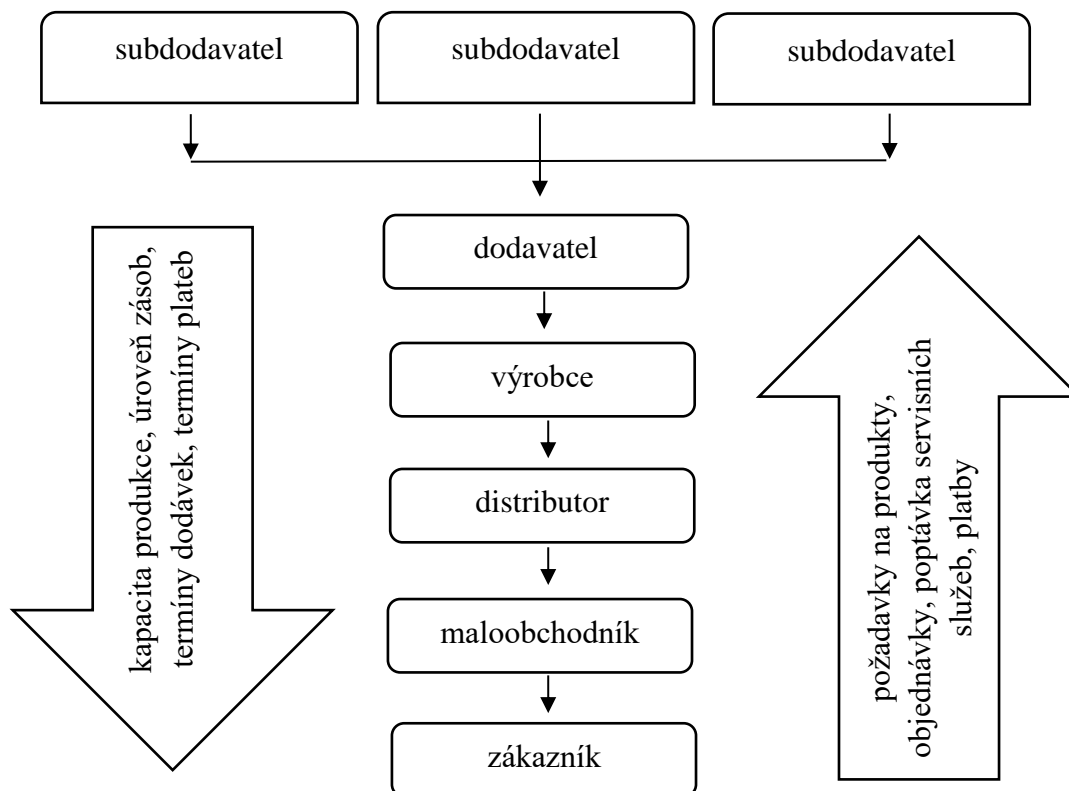 subdodavatel
subdodavatel
subdodavatel
dodavatel
výrobce
distributor
maloobchodník
zákazník
kapacita produkce, úroveň zásob,
termíny dodávek, termíny plateb
požadavky na produkty,
objednávky, poptávka servisních
služeb, platby